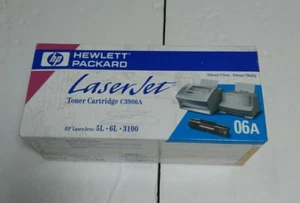 hp
HEWLETT
PACKARD
LaserJet
Toner Cartridge C3906A
HP LaserJet 5L · 6L · 3100
06A